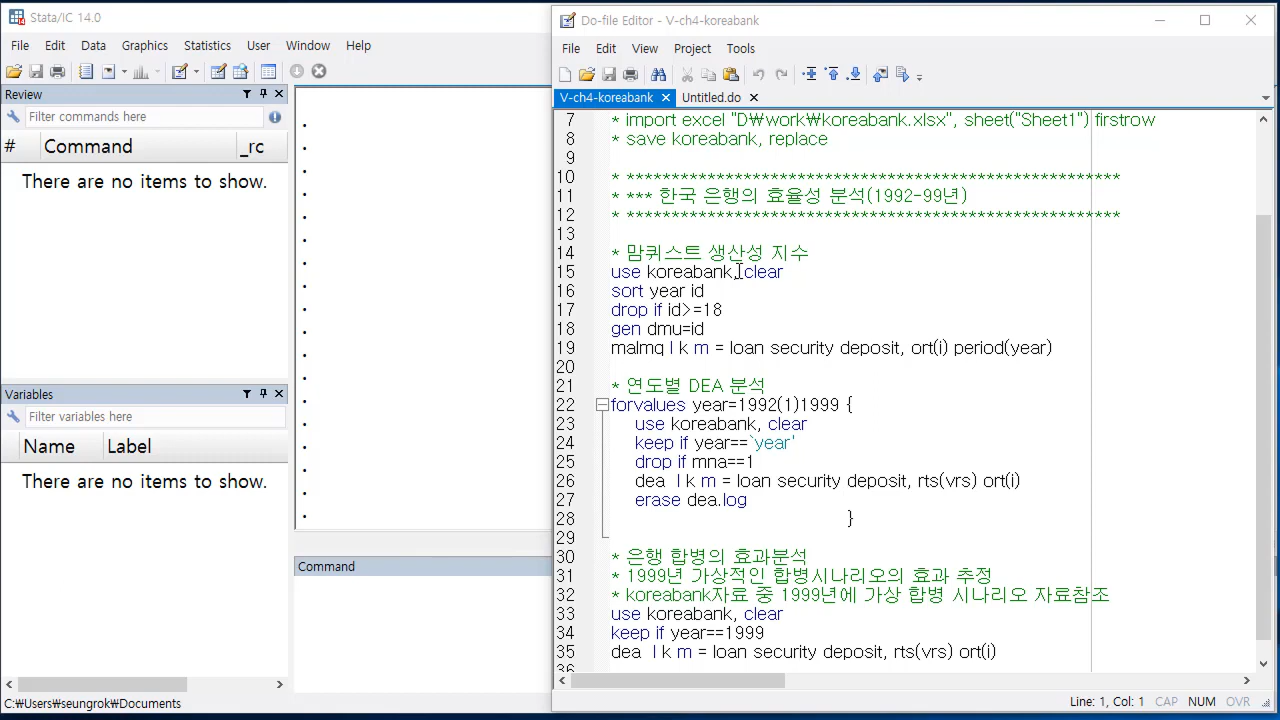 Stata/IC 14.0
File Edit Data Graphics Statistics User Window Help
Review
Filter commands here
# Command _rc
There are no items to show.
Variables
Filter variables here
Name Label
There are no items to show.
Command
C:₩Users₩seungrok₩Documents
Do-file Editor - V-ch4-koreabank
File Edit View Project Tools
V-ch4-koreabank Untitled.do
7 * import excel "D₩work₩koreabank.xlsx", sheet("Sheet1") firstrow
8 * save koreabank, replace
9
10 * *******************************************************
11 * *** 한국 은행의 효율성 분석(1992-99년)
12 * *******************************************************
13
14 * 맘퀴스트 생산성 지수
15 use koreabank, clear
16 sort year id
17 drop if id>=18
18 gen dmu=id
19 malmq l k m = loan security deposit, ort(i) period(year)
20
21 * 연도별 DEA 분석
22 forvalues year=1992(1)1999 {
23 use koreabank, clear
24 keep if year==`year'
25 drop if mna==1
26 dea l k m = loan security deposit, rts(vrs) ort(i)
27 erase dea.log
28 }
29
30 * 은행 합병의 효과분석
31 * 1999년 가상적인 합병시나리오의 효과 추정
32 * koreabank자료 중 1999년에 가상 합병 시나리오 자료참조
33 use koreabank, clear
34 keep if year==1999
35 dea l k m = loan security deposit, rts(vrs) ort(i)
36
Line: 1, Col: 1 CAP NUM OVR